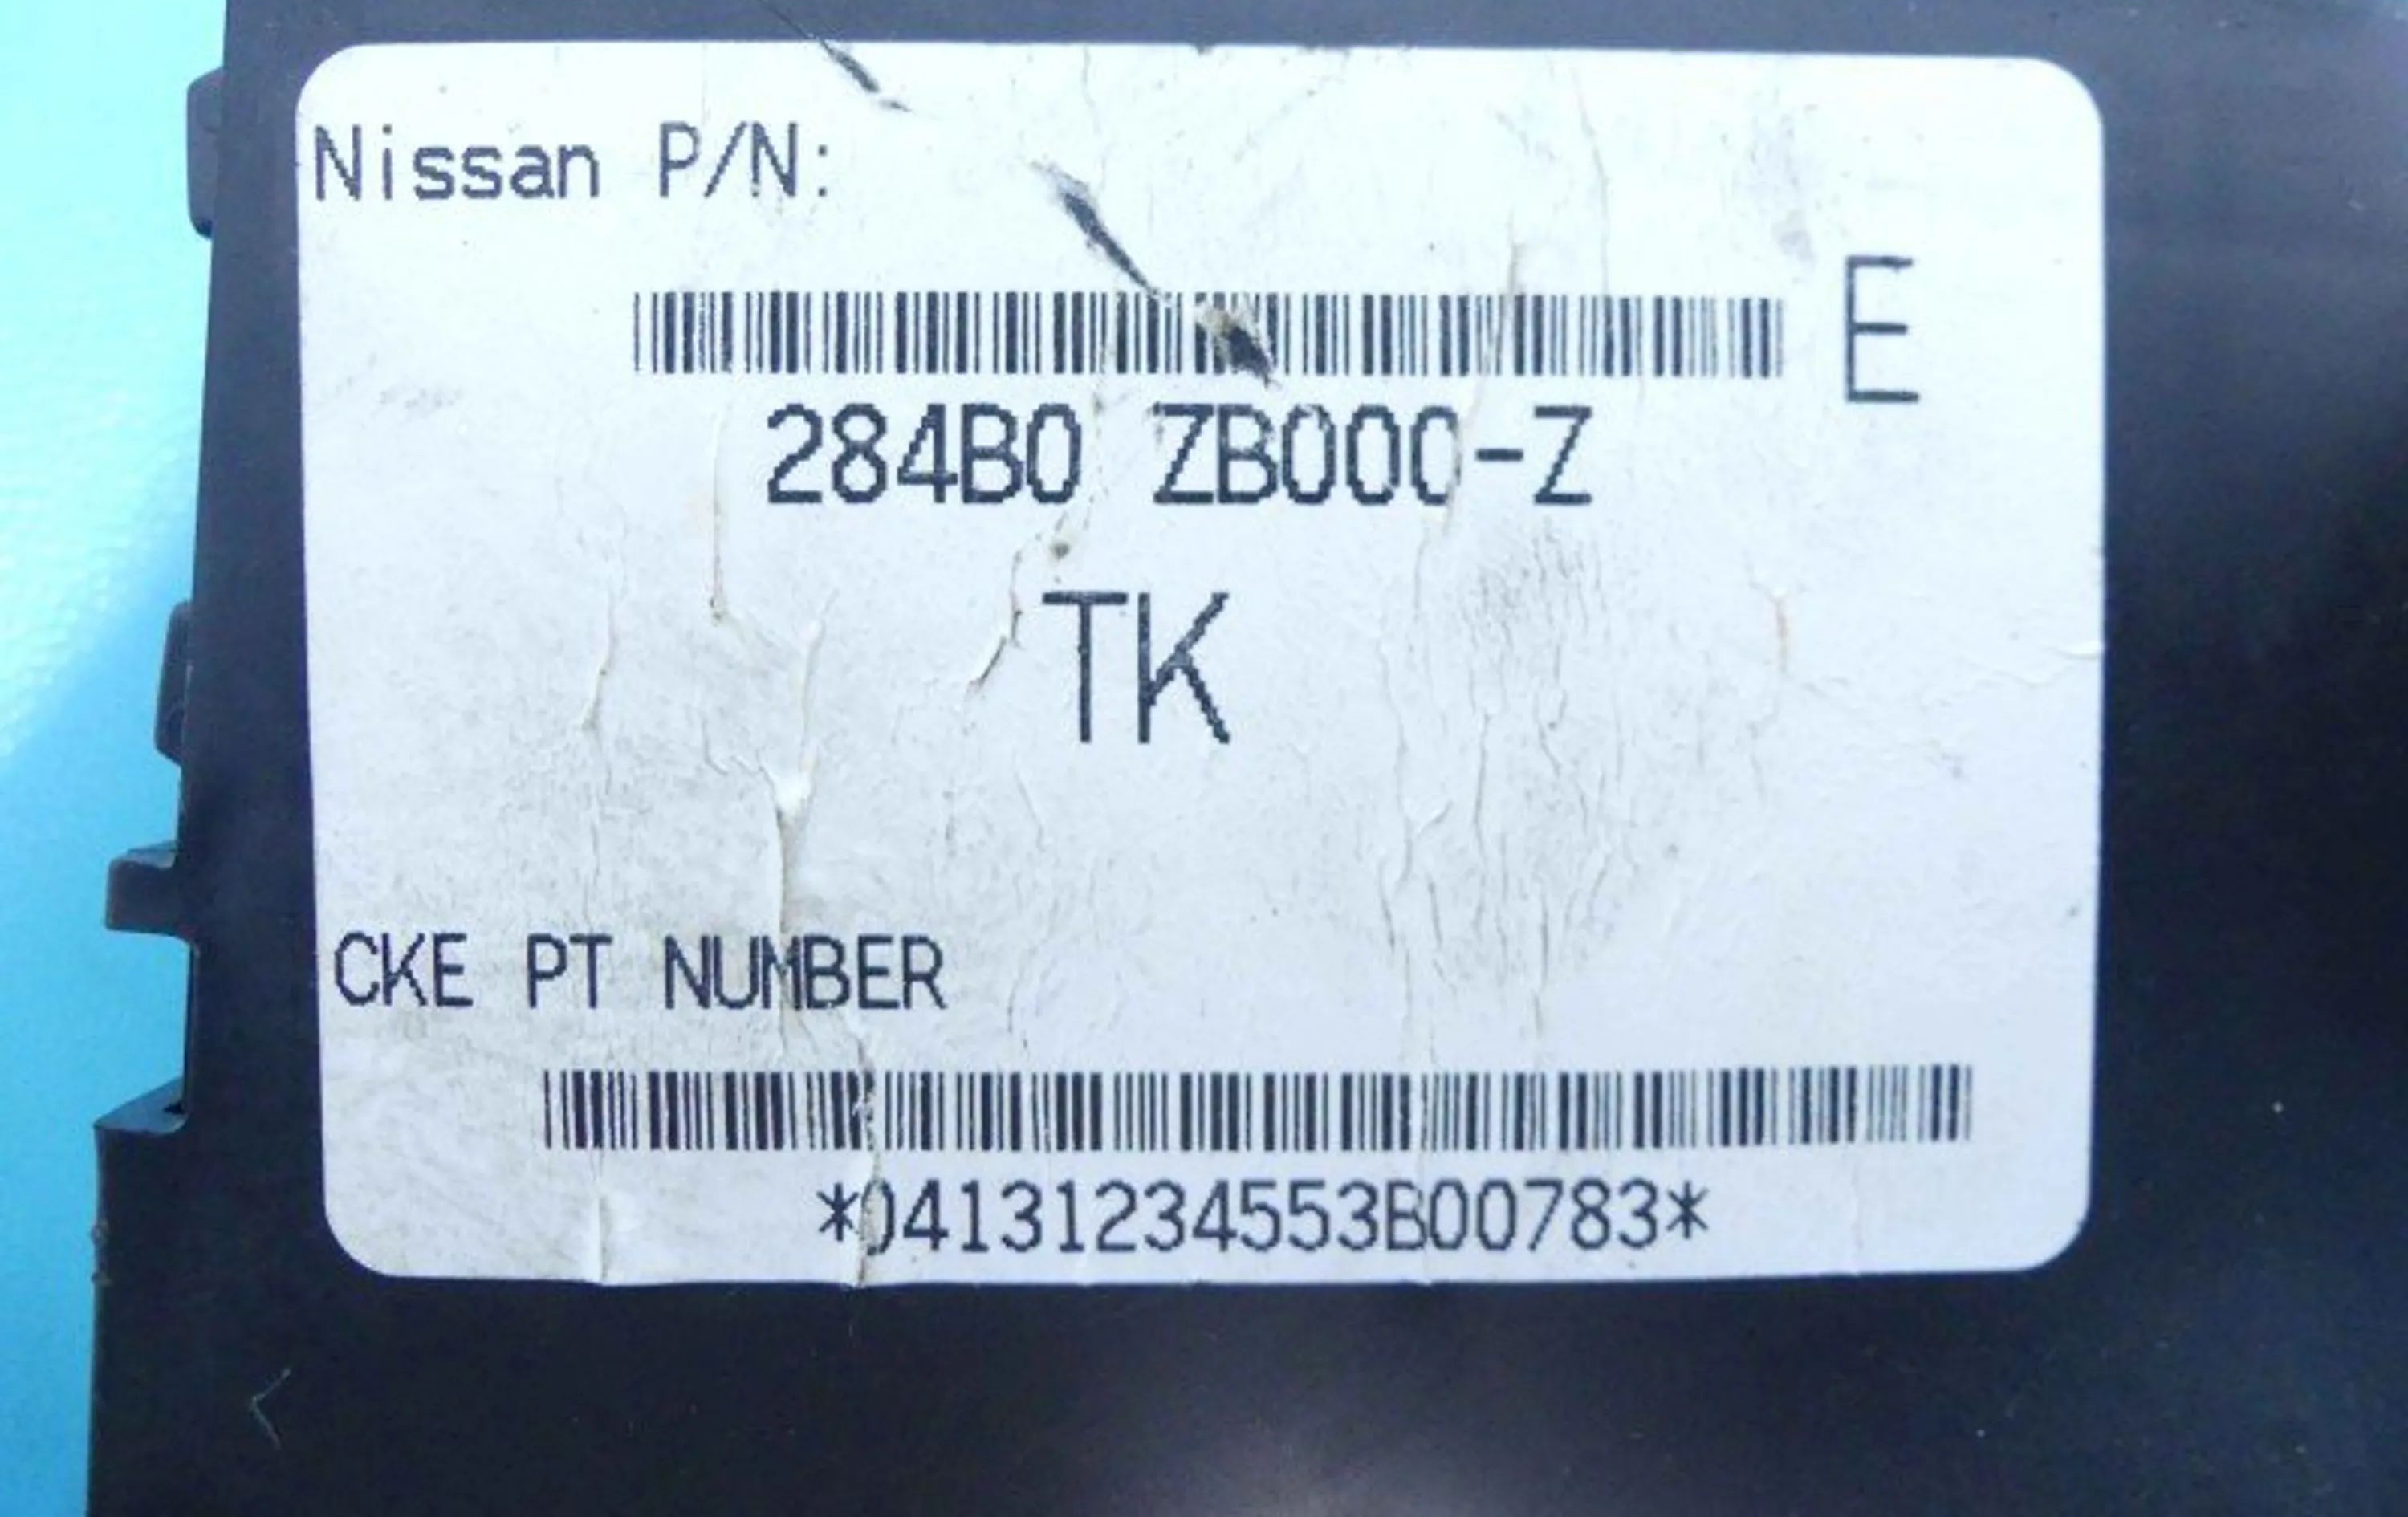 Nissan P/N:
E
284B0 ZB000-Z
TK
CKE PT NUMBER
*04131234553B00783*